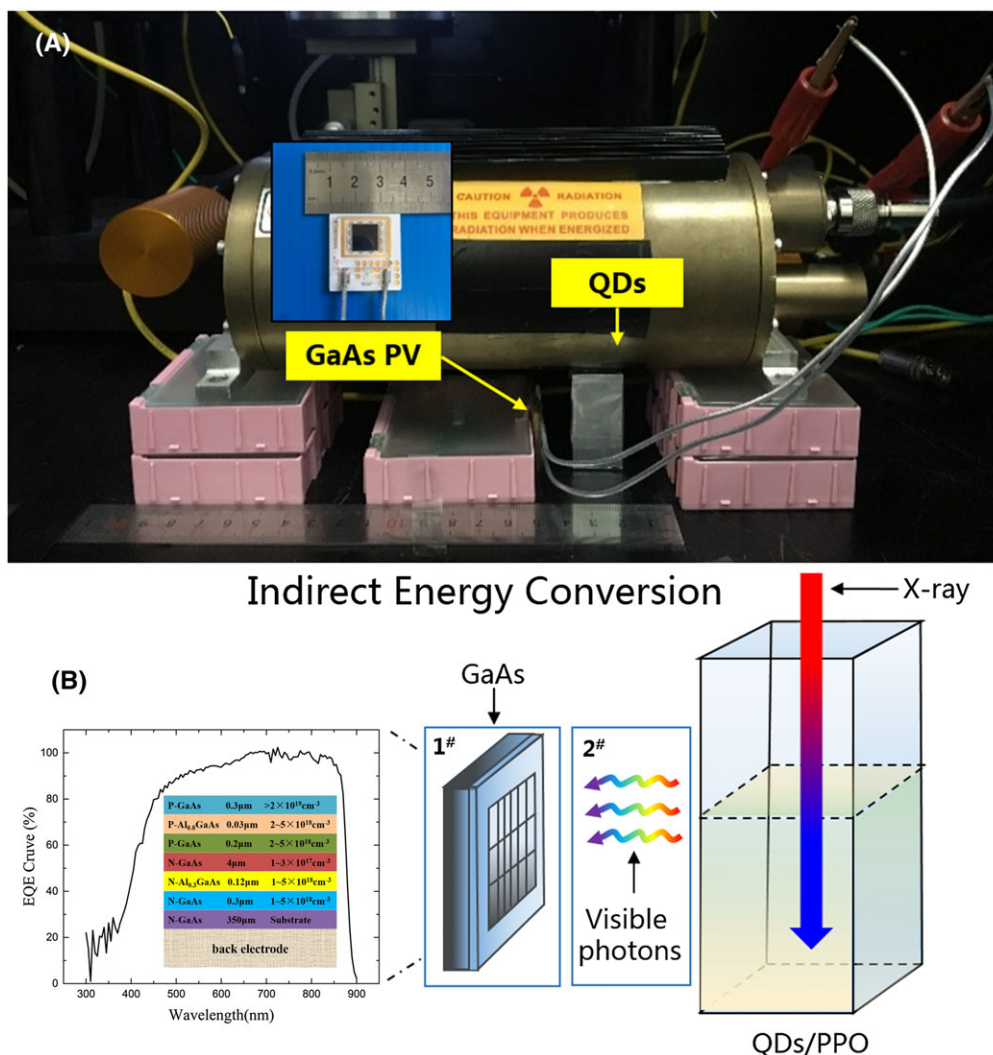 (A)
1 2 3 4 5
CAUTION RADIATION
THIS EQUIPMENT PRODUCES
RADIATION WHEN ENERGIZED
QDs
GaAs PV
Indirect Energy Conversion
X-ray
(B)
GaAs
1#
2#
Visible
photons
QDs/PPO
EQE Cruve (%)
100
80
60
40
20
0
P-GaAs 0.3μm >2×10¹⁹cm⁻³
P-Al₀.₈GaAs 0.03μm 2~5×10¹⁸cm⁻³
P-GaAs 0.2μm 2~5×10¹⁸cm⁻³
N-GaAs 4μm 1~3×10¹⁷cm⁻³
N-Al₀.₃GaAs 0.12μm 1~5×10¹⁸cm⁻³
N-GaAs 0.3μm 1~5×10¹⁸cm⁻³
N-GaAs 350μm Substrate
back electrode
300 400 500 600 700 800 900
Wavelength(nm)